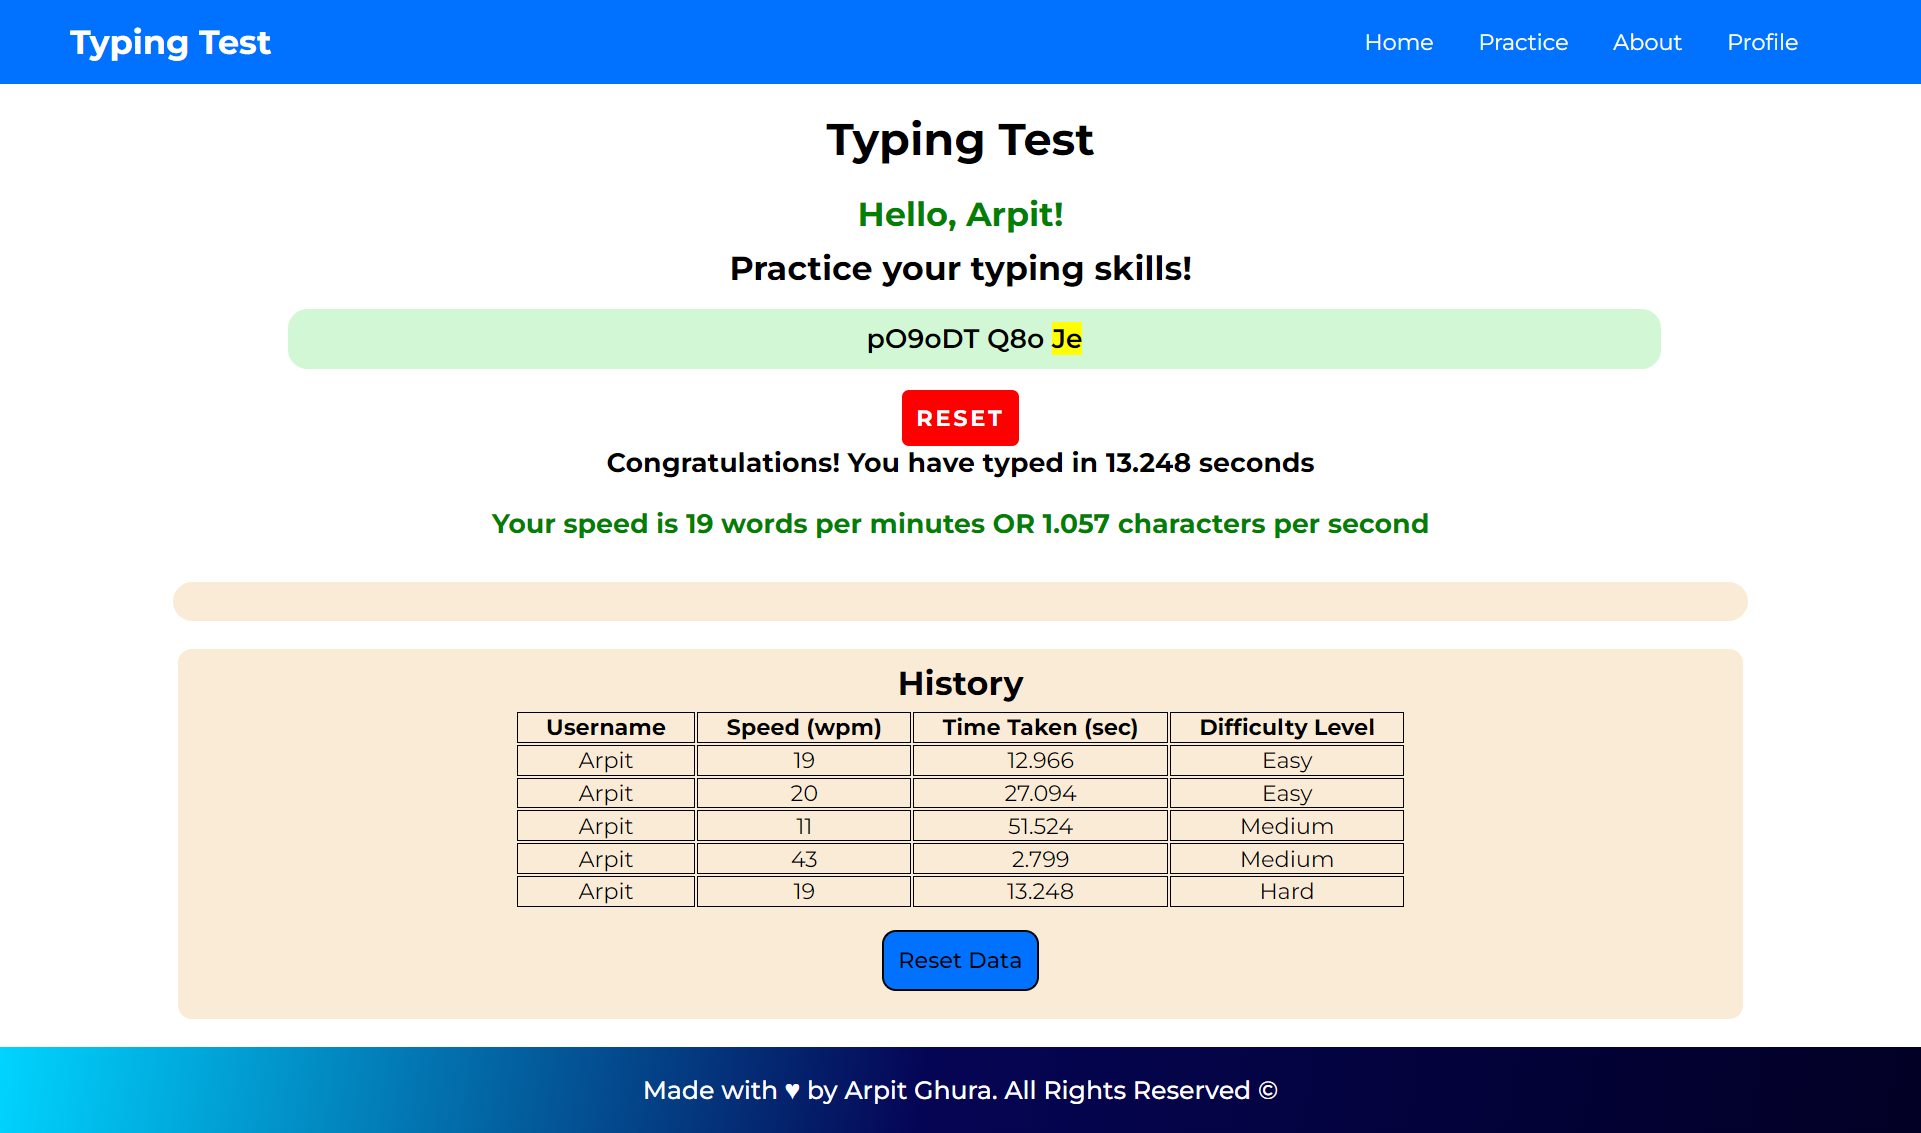 Typing Test
Home Practice About Profile
Typing Test
Hello, Arpit!
Practice your typing skills!
pO9oDT Q8o Je
RESET
Congratulations! You have typed in 13.248 seconds
Your speed is 19 words per minutes OR 1.057 characters per second
History
Username Speed (wpm) Time Taken (sec) Difficulty Level
Arpit 19 12.966 Easy
Arpit 20 27.094 Easy
Arpit 11 51.524 Medium
Arpit 43 2.799 Medium
Arpit 19 13.248 Hard
Reset Data
Made with ♥ by Arpit Ghura. All Rights Reserved ©